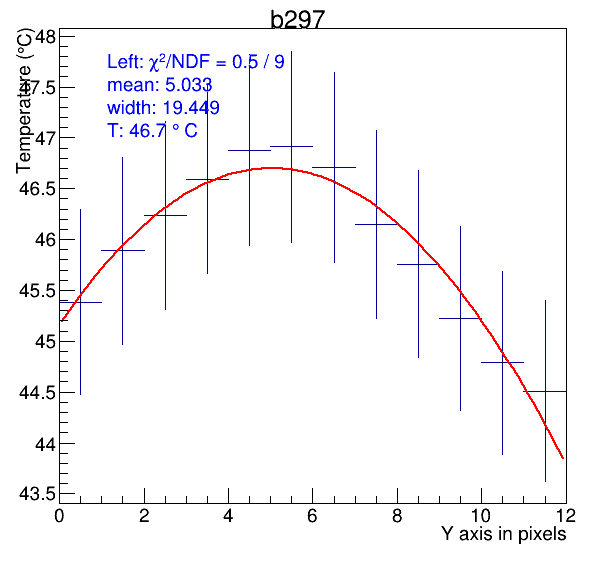 b297
Temperature (°C)
Left: χ²/NDF = 0.5 / 9
mean: 5.033
width: 19.449
T: 46.7 ° C
48
47.5
47
46.5
46
45.5
45
44.5
44
43.5
0 2 4 6 8 10 12
Y axis in pixels